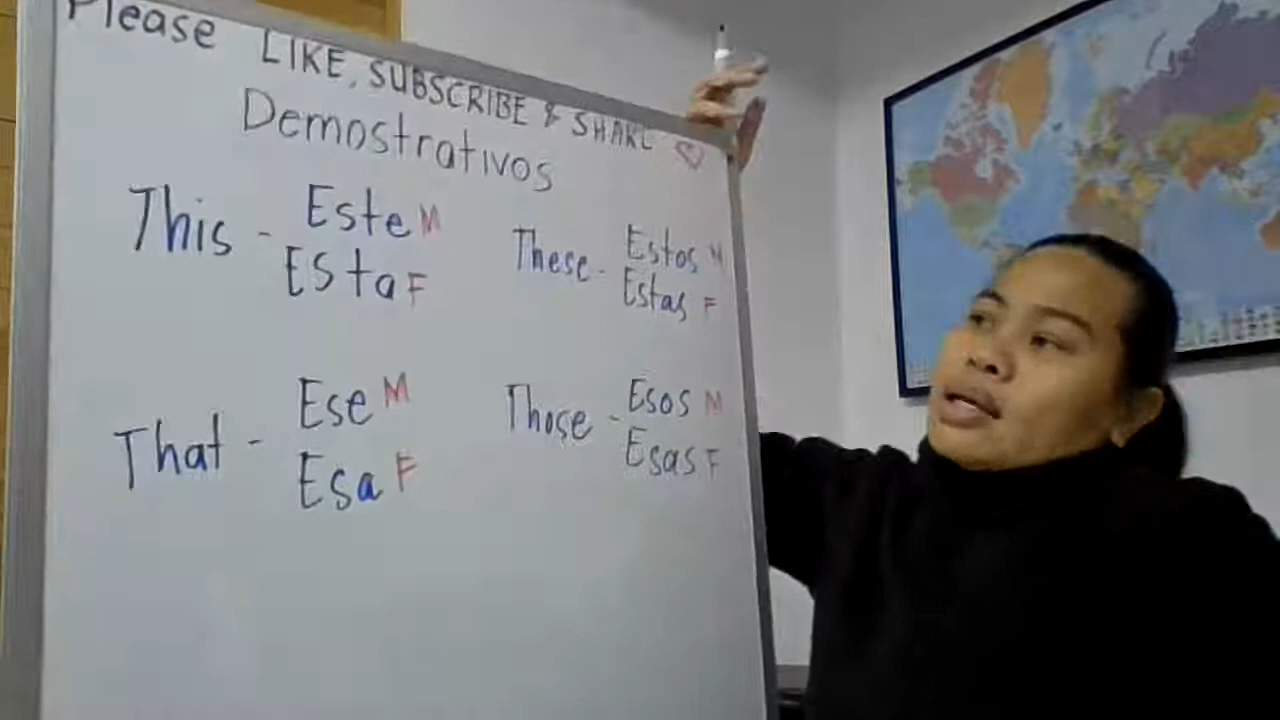 Please LIKE, SUBSCRIBE & SHARE
Demostrativos
This - Este M
Esta F
These - Estos M
Estas F
That - Ese M
Esa F
Those - Esos M
Esas F